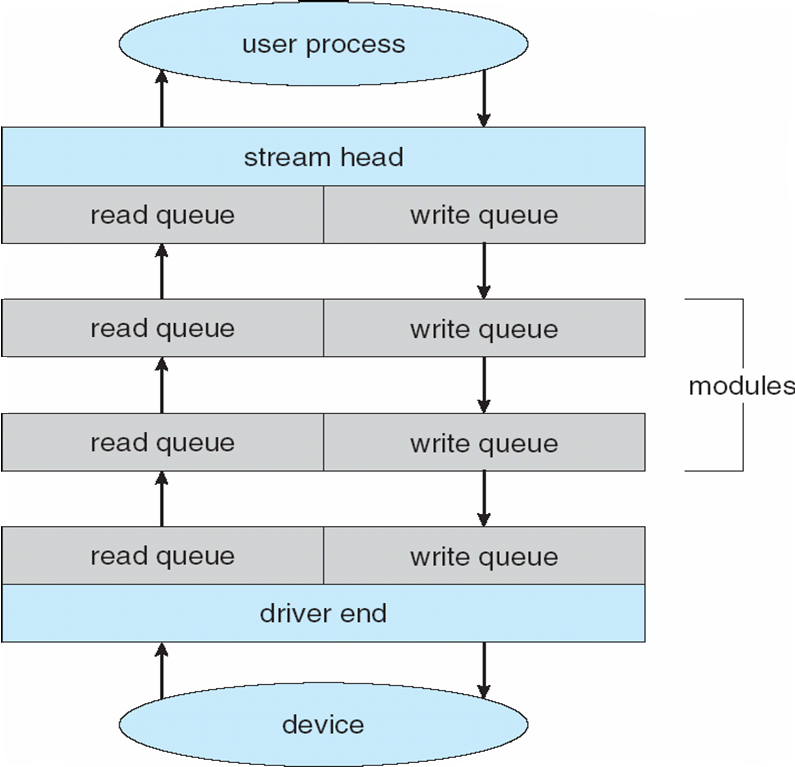 user process
stream head
read queue write queue
read queue write queue
modules
read queue write queue
read queue write queue
driver end
device